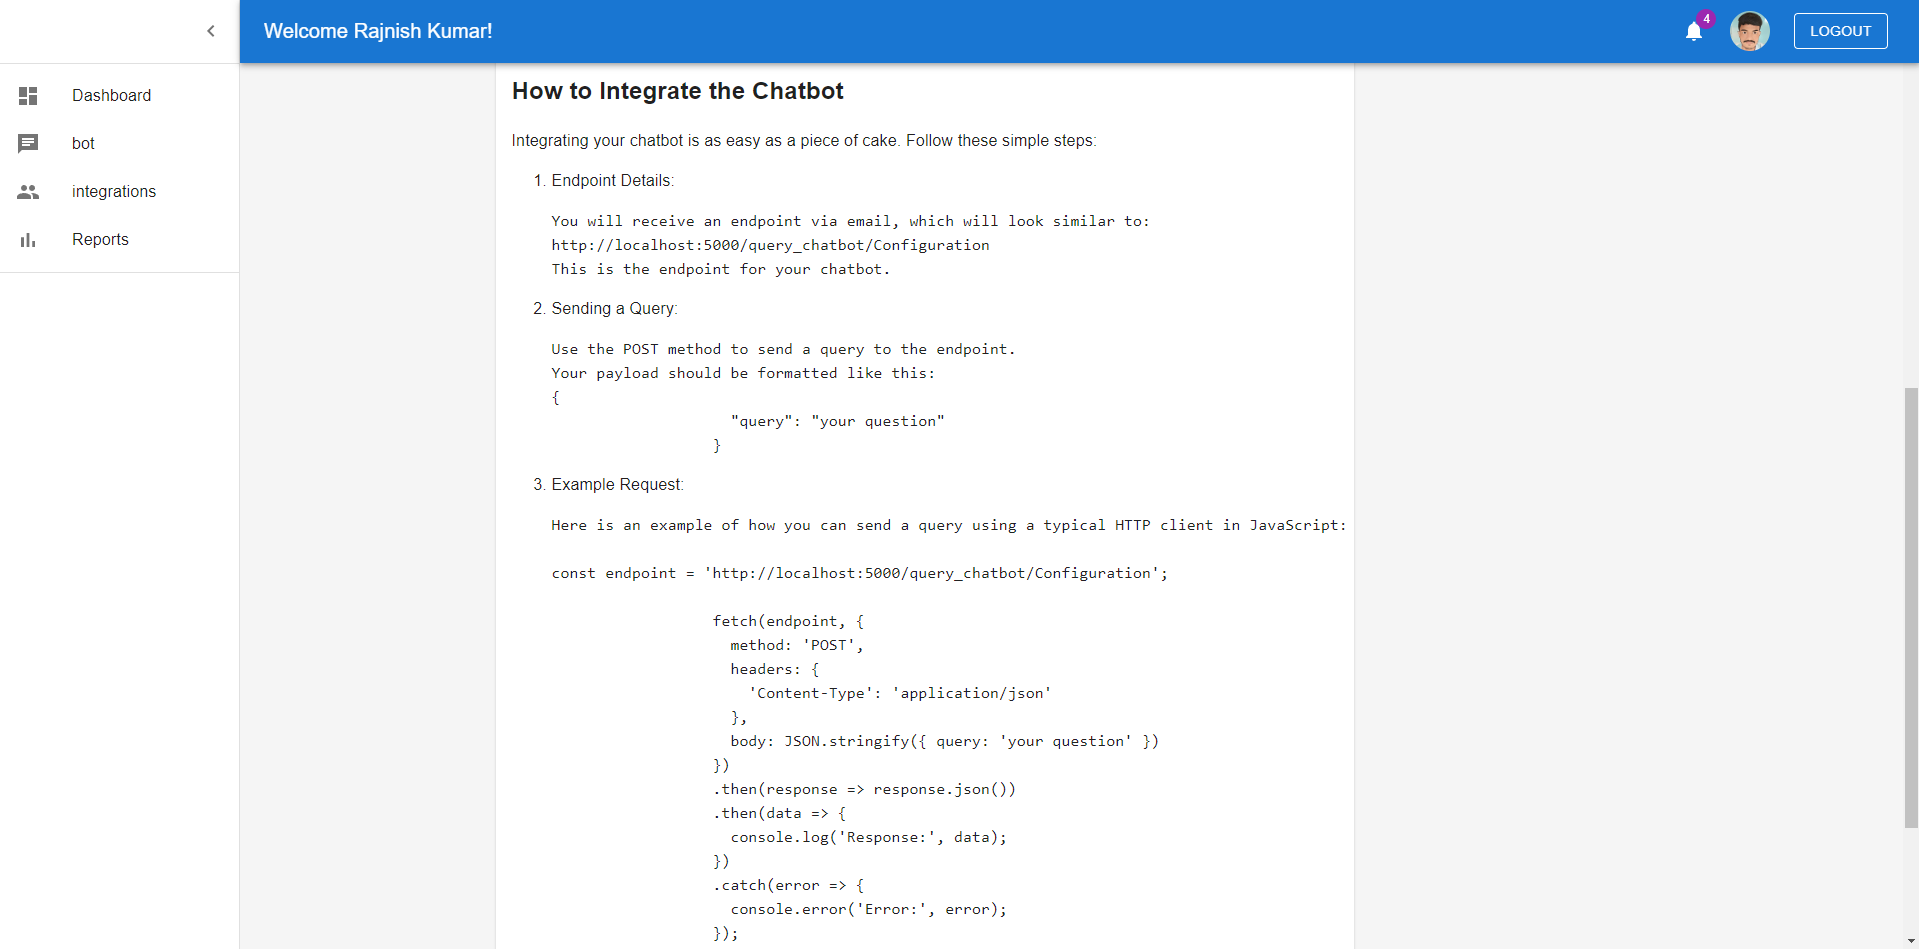 Welcome Rajnish Kumar!
4
LOGOUT
Dashboard
bot
integrations
Reports
How to Integrate the Chatbot
Integrating your chatbot is as easy as a piece of cake. Follow these simple steps:
1. Endpoint Details:
You will receive an endpoint via email, which will look similar to:
http://localhost:5000/query_chatbot/Configuration
This is the endpoint for your chatbot.
2. Sending a Query:
Use the POST method to send a query to the endpoint.
Your payload should be formatted like this:
{
"query": "your question"
}
3. Example Request:
Here is an example of how you can send a query using a typical HTTP client in JavaScript:
const endpoint = 'http://localhost:5000/query_chatbot/Configuration';
fetch(endpoint, {
method: 'POST',
headers: {
'Content-Type': 'application/json'
},
body: JSON.stringify({ query: 'your question' })
})
.then(response => response.json())
.then(data => {
console.log('Response:', data);
})
.catch(error => {
console.error('Error:', error);
});